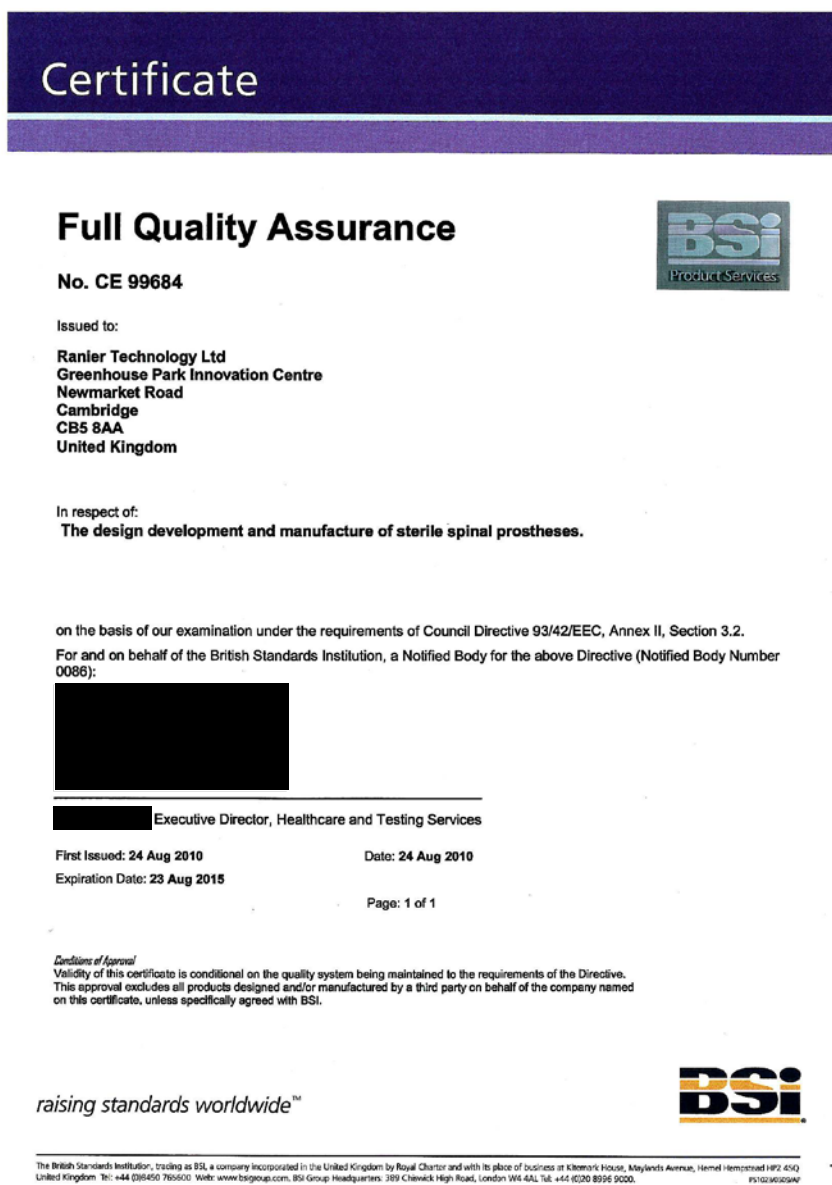 Certificate
Full Quality Assurance
BSi
Product Services
No. CE 99684
Issued to:
Ranier Technology Ltd
Greenhouse Park Innovation Centre
Newmarket Road
Cambridge
CB5 8AA
United Kingdom
In respect of:
The design development and manufacture of sterile spinal prostheses.
on the basis of our examination under the requirements of Council Directive 93/42/EEC, Annex II, Section 3.2.
For and on behalf of the British Standards Institution, a Notified Body for the above Directive (Notified Body Number
0086):
Executive Director, Healthcare and Testing Services
First Issued: 24 Aug 2010 Date: 24 Aug 2010
Expiration Date: 23 Aug 2015
Page: 1 of 1
Conditions of Approval
Validity of this certificate is conditional on the quality system being maintained to the requirements of the Directive.
This approval excludes all products designed and/or manufactured by a third party on behalf of the company named
on this certificate, unless specifically agreed with BSI.
raising standards worldwide™
BSi
The British Standards Institution, trading as BSI, a company incorporated in the United Kingdom by Royal Charter and with its place of business at Kitemark House, Maylands Avenue, Hemel Hempstead HP2 4SQ
United Kingdom Tel: +44 (0)8450 765600 Web: www.bsigroup.com. BSI Group Headquarters: 389 Chiswick High Road, London W4 4AL Tel: +44 (0)20 8996 9000.